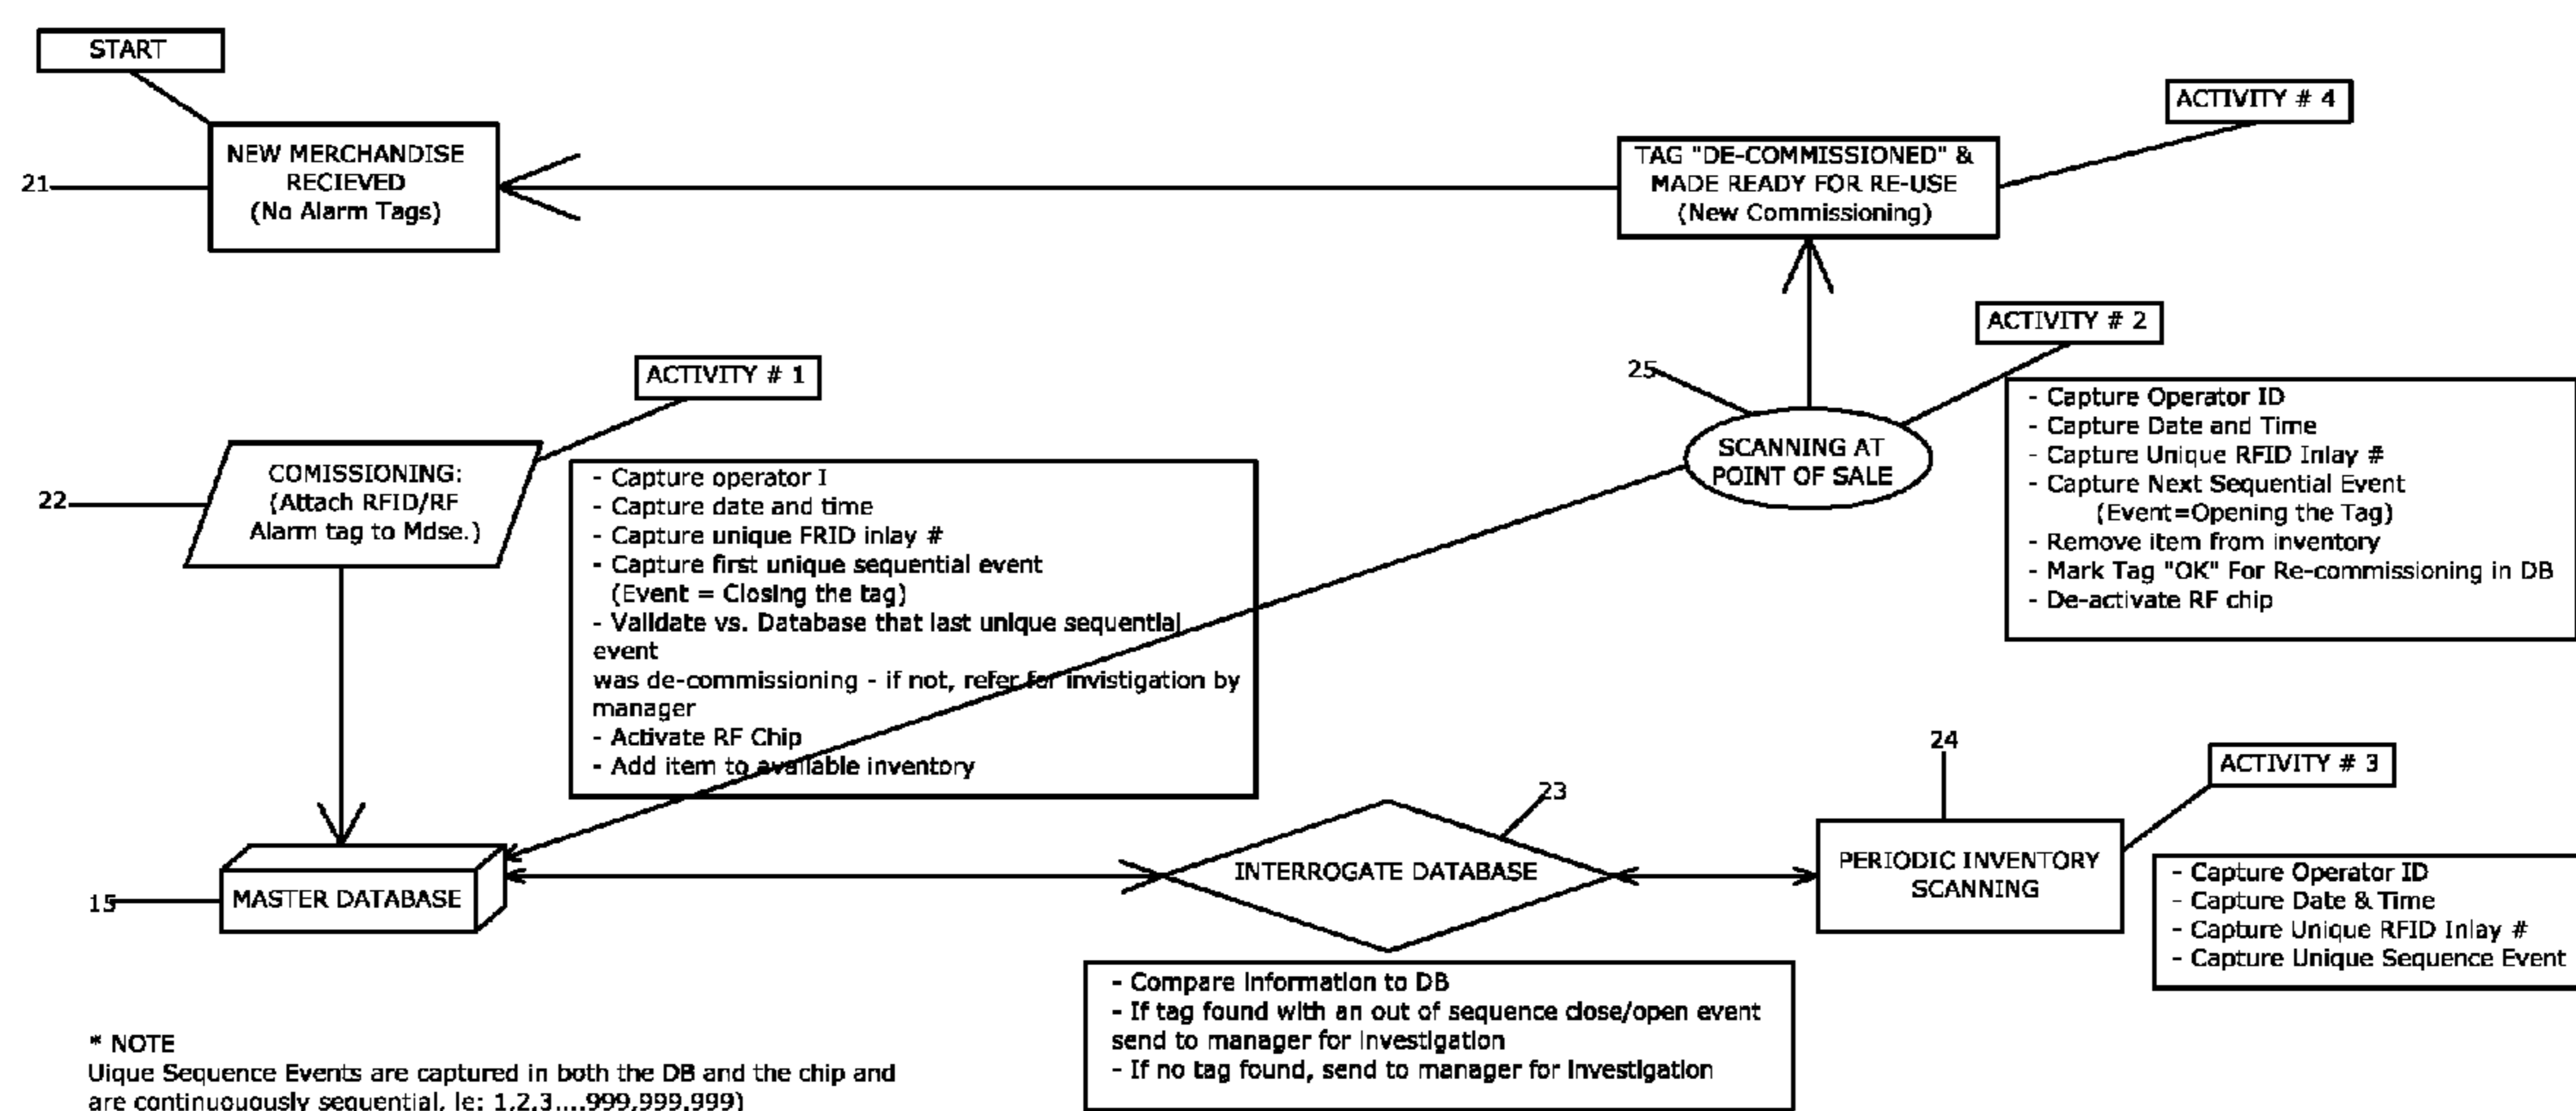 START
NEW MERCHANDISE
RECIEVED
(No Alarm Tags)
21
TAG "DE-COMMISSIONED" &
MADE READY FOR RE-USE
(New Commissioning)
ACTIVITY # 4
ACTIVITY # 1
COMISSIONING:
(Attach RFID/RF
Alarm tag to Mdse.)
22
- Capture operator I
- Capture date and time
- Capture unique FRID inlay #
- Capture first unique sequential event
(Event = Closing the tag)
- Validate vs. Database that last unique sequential
event
was de-commissioning - if not, refer for invistigation by
manager
- Activate RF Chip
- Add item to available inventory
25
SCANNING AT
POINT OF SALE
ACTIVITY # 2
- Capture Operator ID
- Capture Date and Time
- Capture Unique RFID Inlay #
- Capture Next Sequential Event
(Event=Opening the Tag)
- Remove item from inventory
- Mark Tag "OK" For Re-commissioning in DB
- De-activate RF chip
15
MASTER DATABASE
23
INTERROGATE DATABASE
24
PERIODIC INVENTORY
SCANNING
ACTIVITY # 3
- Capture Operator ID
- Capture Date & Time
- Capture Unique RFID Inlay #
- Capture Unique Sequence Event
- Compare Information to DB
- If tag found with an out of sequence close/open event
send to manager for investigation
- If no tag found, send to manager for investigation
* NOTE
Uique Sequence Events are captured in both the DB and the chip and
are continuouously sequential, ie: 1,2,3....999,999,999)